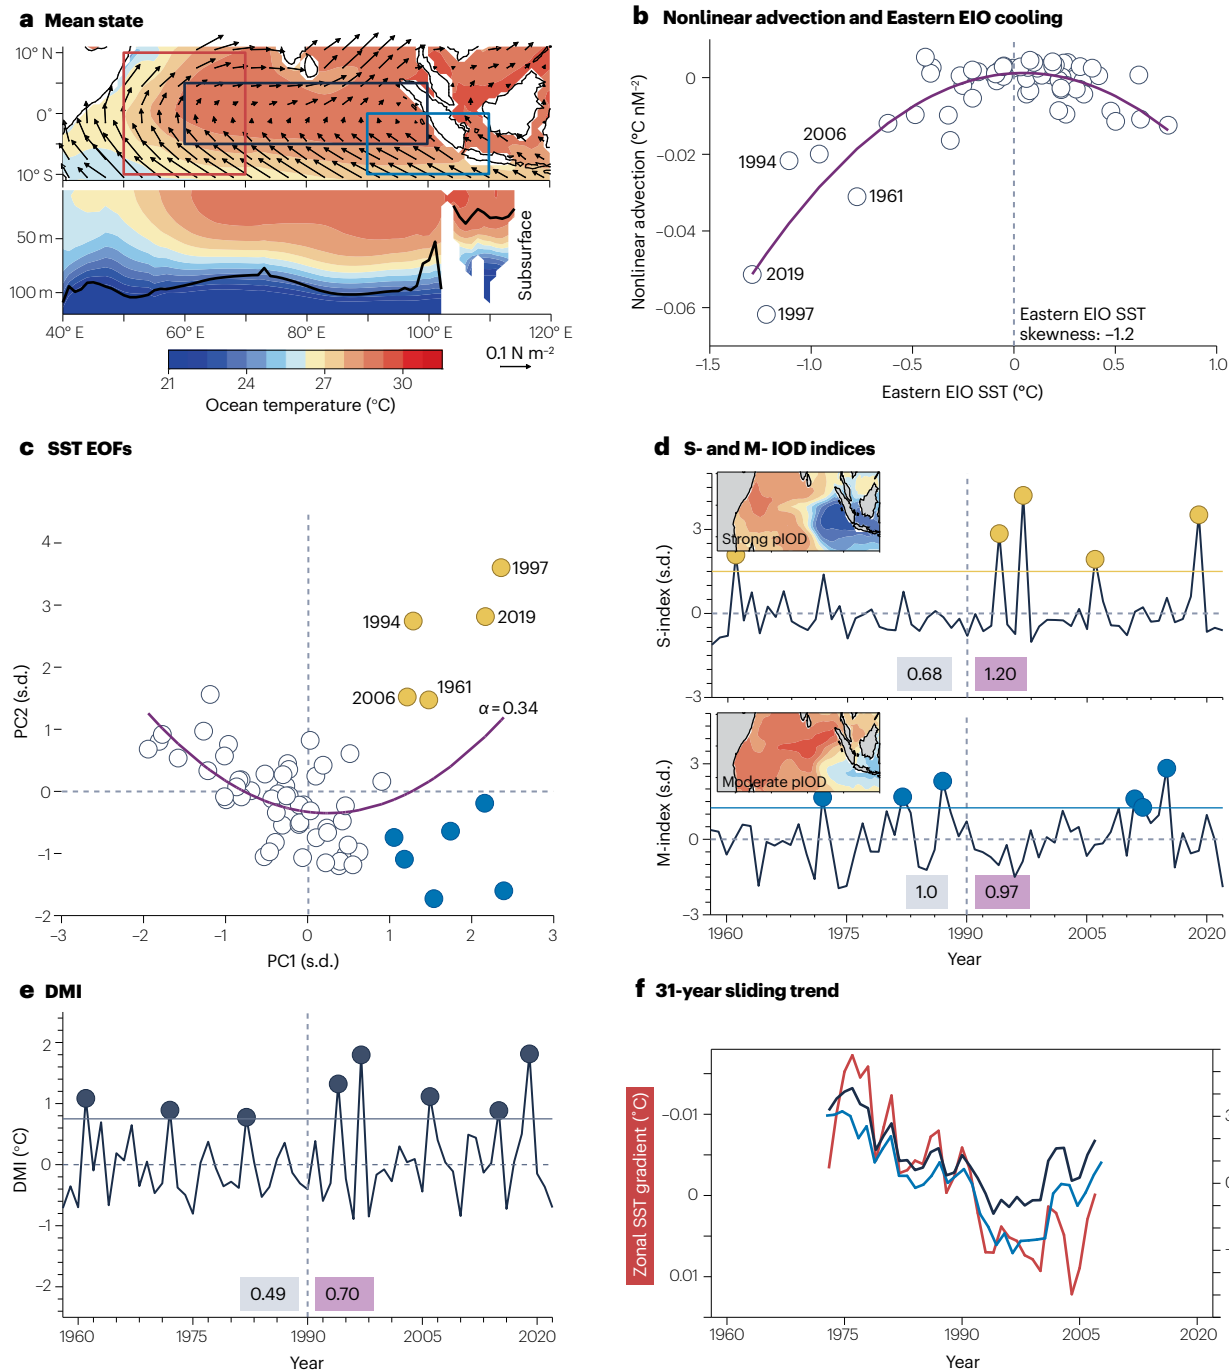 a Mean state
10° N
0°
10° S
50 m
100 m
Subsurface
40° E
60° E
80° E
100° E
120° E
21
24
27
30
0.1 N m⁻²
Ocean temperature (°C)
b Nonlinear advection and Eastern EIO cooling
Nonlinear advection (°C nM⁻²)
0
−0.02
−0.04
−0.06
2006
1994
1961
2019
1997
Eastern EIO SST
skewness: −1.2
−1.5
−1.0
−0.5
0
0.5
1.0
Eastern EIO SST (°C)
c SST EOFs
PC2 (s.d.)
4
3
2
1
0
−1
−2
1997
1994
2019
2006
1961
α = 0.34
−3
−2
−1
0
1
2
3
PC1 (s.d.)
d S- and M- IOD indices
S-index (s.d.)
3
0
−3
Strong pIOD
0.68
1.20
M-index (s.d.)
3
0
−3
Moderate pIOD
1.0
0.97
1960
1975
1990
2005
2020
Year
e DMI
DMI (°C)
2
1
0
−1
−2
0.49
0.70
1960
1975
1990
2005
2020
Year
f 31-year sliding trend
Zonal SST gradient (°C)
−0.01
0
0.01
1960
1975
1990
2005
2020
Year